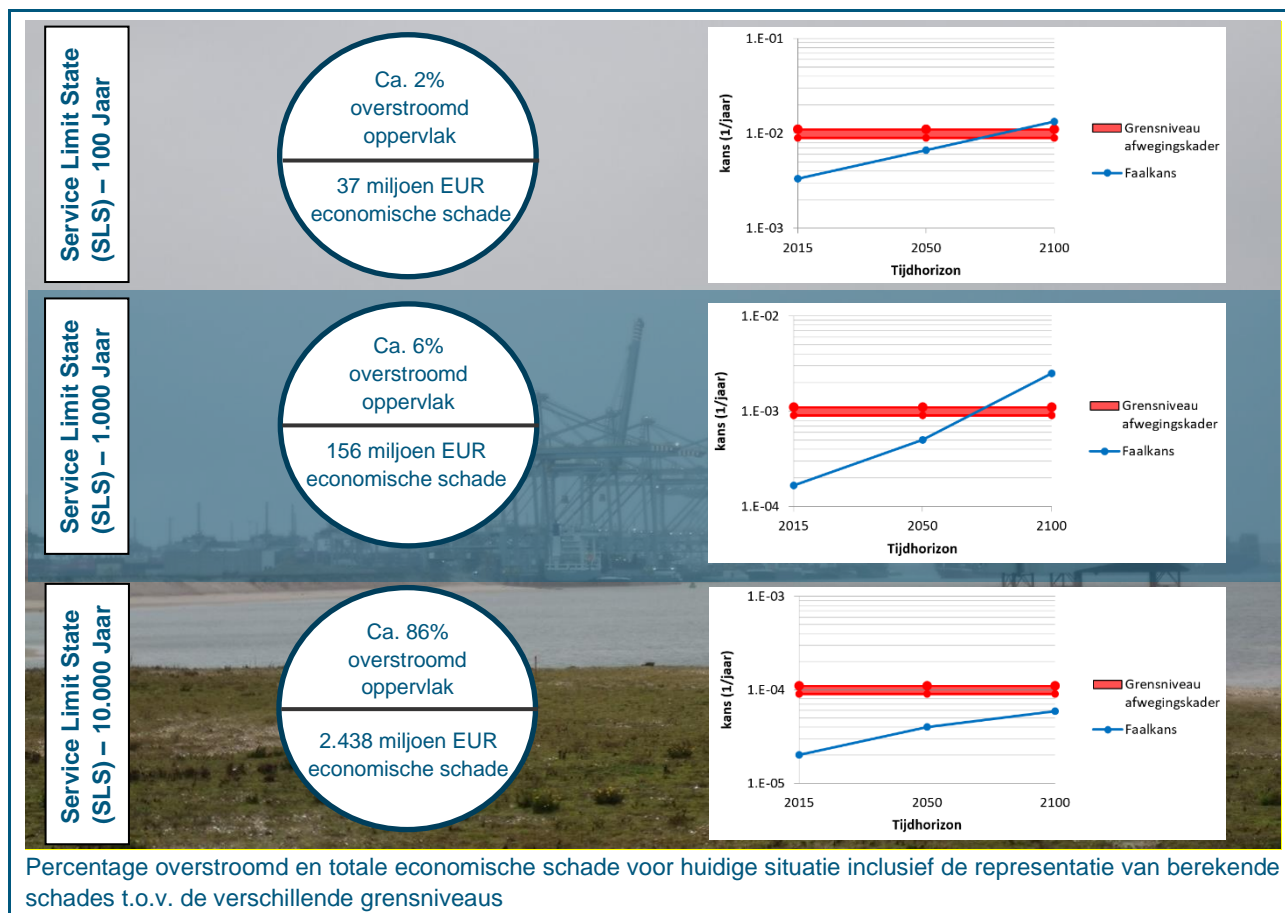 Service Limit State
(SLS) – 100 Jaar
Ca. 2%
overstroomd
oppervlak
37 miljoen EUR
economische schade
1.E-01
1.E-02
1.E-03
kans (1/jaar)
2015
2050
2100
Tijdhorizon
Grensniveau
afwegingskader
Faalkans
Service Limit State
(SLS) – 1.000 Jaar
Ca. 6%
overstroomd
oppervlak
156 miljoen EUR
economische schade
1.E-02
1.E-03
1.E-04
kans (1/jaar)
2015
2050
2100
Tijdhorizon
Grensniveau
afwegingskader
Faalkans
Service Limit State
(SLS) – 10.000 Jaar
Ca. 86%
overstroomd
oppervlak
2.438 miljoen EUR
economische schade
1.E-03
1.E-04
1.E-05
kans (1/jaar)
2015
2050
2100
Tijdhorizon
Grensniveau
afwegingskader
Faalkans
Percentage overstroomd en totale economische schade voor huidige situatie inclusief de representatie van berekende
schades t.o.v. de verschillende grensniveaus